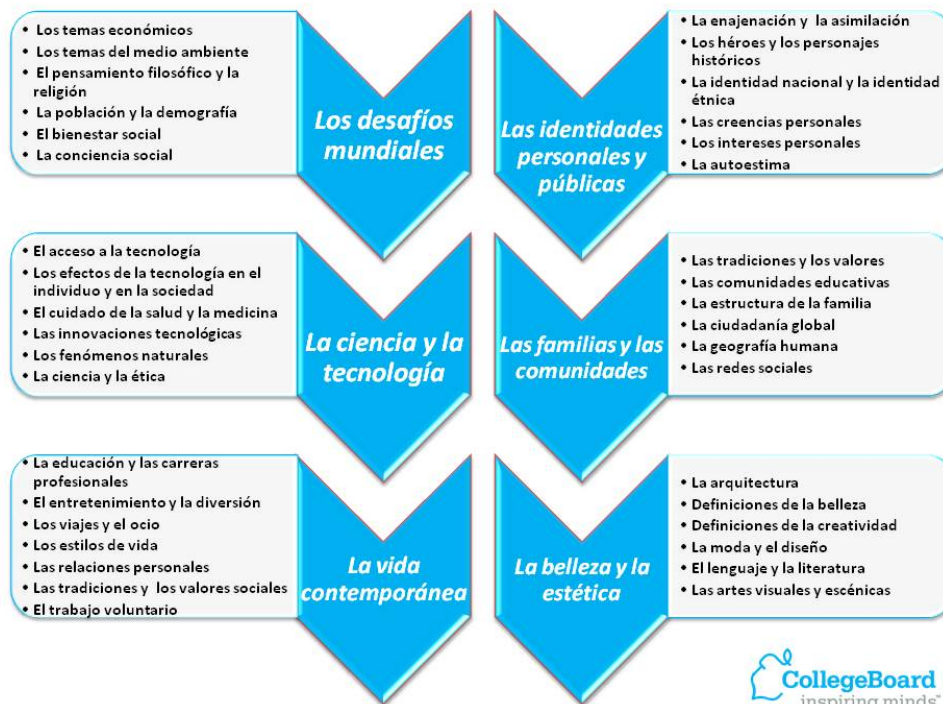 • Los temas económicos
• Los temas del medio ambiente
• El pensamiento filosófico y la
religión
• La población y la demografía
• El bienestar social
• La conciencia social
Los desafíos
mundiales
Las identidades
personales y
públicas
• La enajenación y la asimilación
• Los héroes y los personajes
históricos
• La identidad nacional y la identidad
étnica
• Las creencias personales
• Los intereses personales
• La autoestima
• El acceso a la tecnología
• Los efectos de la tecnología en el
individuo y en la sociedad
• El cuidado de la salud y la medicina
• Las innovaciones tecnológicas
• Los fenómenos naturales
• La ciencia y la ética
La ciencia y la
tecnología
Las familias y las
comunidades
• Las tradiciones y los valores
• Las comunidades educativas
• La estructura de la familia
• La ciudadanía global
• La geografía humana
• Las redes sociales
• La educación y las carreras
profesionales
• El entretenimiento y la diversión
• Los viajes y el ocio
• Los estilos de vida
• Las relaciones personales
• Las tradiciones y los valores sociales
• El trabajo voluntario
La vida
contemporánea
La belleza y la
estética
• La arquitectura
• Definiciones de la belleza
• Definiciones de la creatividad
• La moda y el diseño
• El lenguaje y la literatura
• Las artes visuales y escénicas
CollegeBoard
inspiring minds™